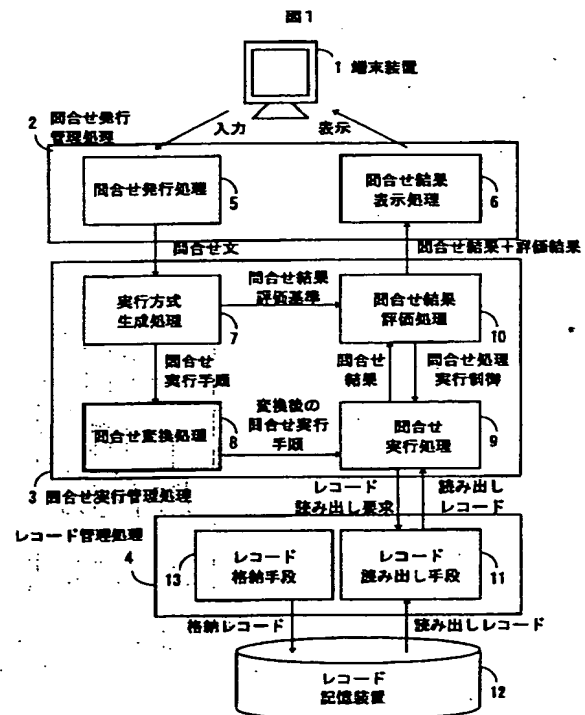 図1
1 端末装置
2 問合せ発行
管理処理
入力
表示
問合せ発行処理
5
問合せ結果
表示処理
6
問合せ文
問合せ結果＋評価結果
実行方式
生成処理
7
問合せ結果
評価基準
問合せ結果
評価処理
10
問合せ
実行手順
問合せ
結果
問合せ処理
実行制御
問合せ変換処理
8
変換後の
問合せ実行
手順
問合せ
実行処理
9
3 問合せ実行管理処理
レコード
読み出し要求
読み出し
レコード
レコード管理処理
4
13
レコード
格納手段
レコード
読み出し手段
11
格納レコード
読み出しレコード
レコード
記憶装置
12